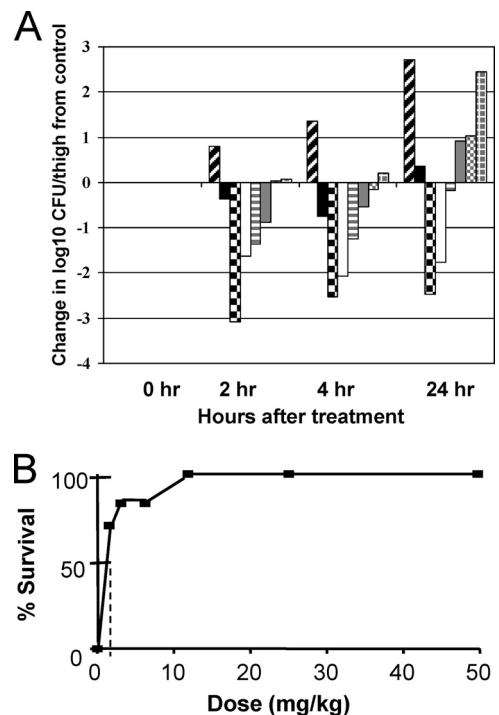 A
Change in log10 CFU/thigh from control
3
2
1
0
-1
-2
-3
-4
0 hr 2 hr 4 hr 24 hr
Hours after treatment
B
% Survival
100
50
0
0 10 20 30 40 50
Dose (mg/kg)